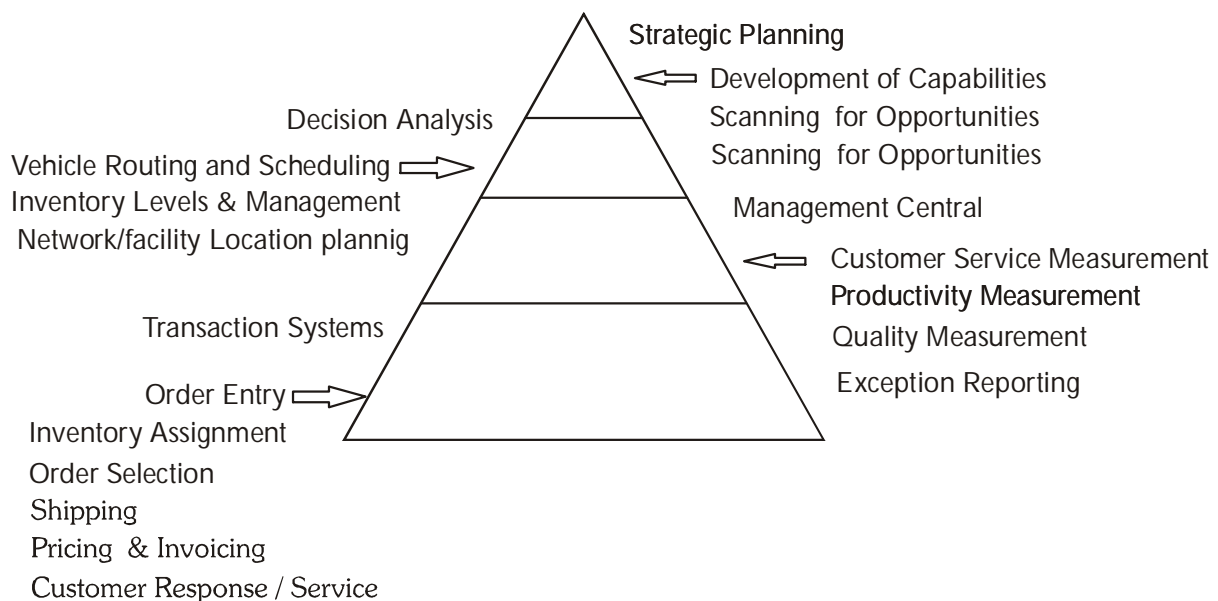 Strategic Planning
Development of Capabilities
Scanning for Opportunities
Scanning for Opportunities
Decision Analysis
Vehicle Routing and Scheduling
Inventory Levels & Management
Network/facility Location plannig
Management Central
Customer Service Measurement
Productivity Measurement
Quality Measurement
Exception Reporting
Transaction Systems
Order Entry
Inventory Assignment
Order Selection
Shipping
Pricing & Invoicing
Customer Response / Service